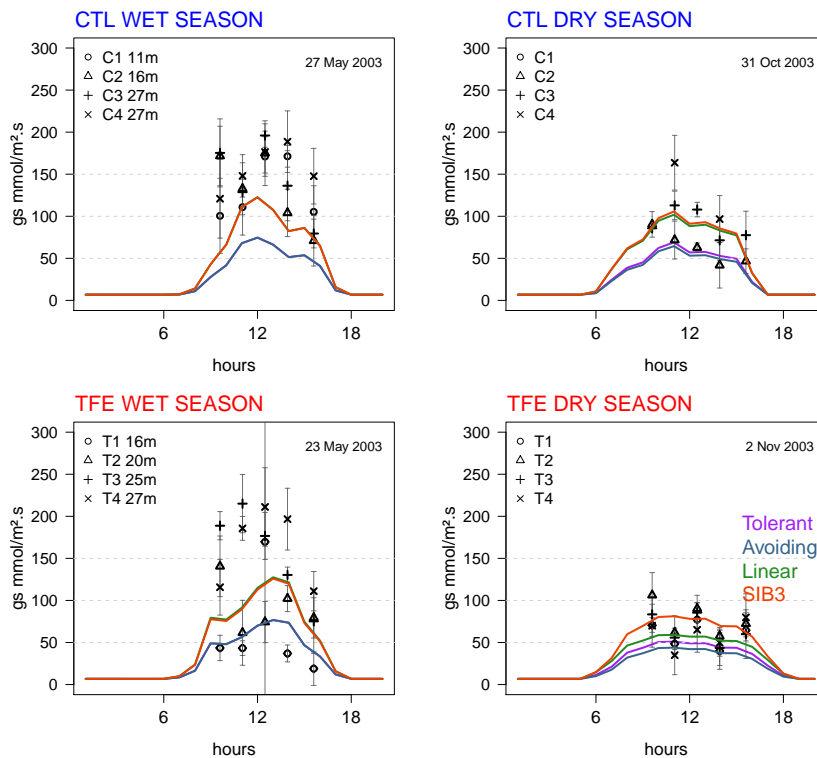 CTL WET SEASON
CTL DRY SEASON
300
250
200
150
100
50
0
gs mmol/m².s
C1 11m
C2 16m
C3 27m
C4 27m
27 May 2003
6 12 18
hours
300
250
200
150
100
50
0
gs mmol/m².s
C1
C2
C3
C4
31 Oct 2003
6 12 18
hours
TFE WET SEASON
TFE DRY SEASON
300
250
200
150
100
50
0
gs mmol/m².s
T1 16m
T2 20m
T3 25m
T4 27m
23 May 2003
6 12 18
hours
300
250
200
150
100
50
0
gs mmol/m².s
T1
T2
T3
T4
2 Nov 2003
Tolerant
Avoiding
Linear
SIB3
6 12 18
hours